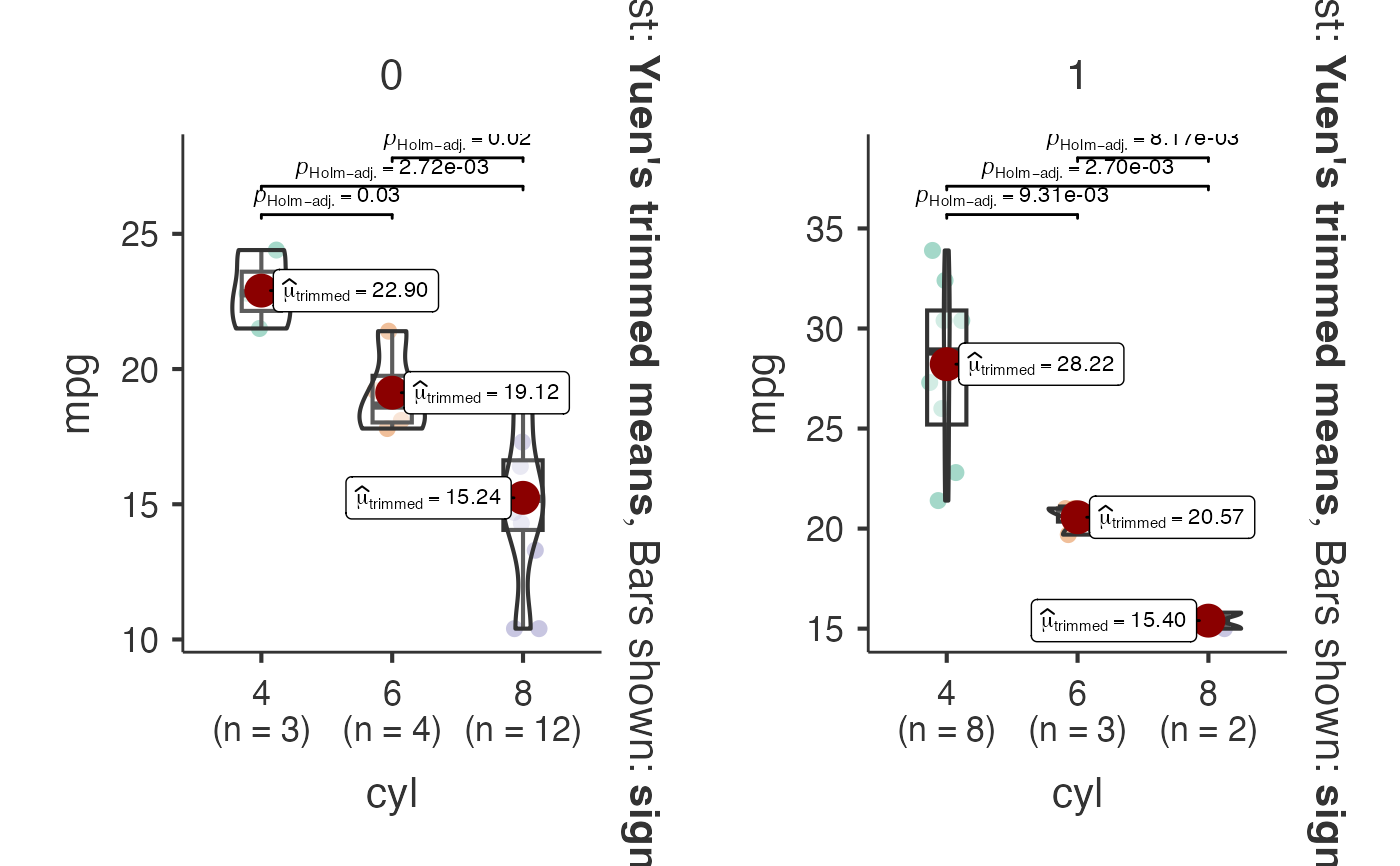 0
pHolm−adj. = 0.02
pHolm−adj. = 2.72e-03
pHolm−adj. = 0.03
25
20
15
10
mpg
μ̂trimmed = 22.90
μ̂trimmed = 19.12
μ̂trimmed = 15.24
4
(n = 3)
6
(n = 4)
8
(n = 12)
cyl
st: Yuen's trimmed means, Bars shown: sign
1
pHolm−adj. = 8.17e-03
pHolm−adj. = 2.70e-03
pHolm−adj. = 9.31e-03
35
30
25
20
15
mpg
μ̂trimmed = 28.22
μ̂trimmed = 20.57
μ̂trimmed = 15.40
4
(n = 8)
6
(n = 3)
8
(n = 2)
cyl
st: Yuen's trimmed means, Bars shown: sign